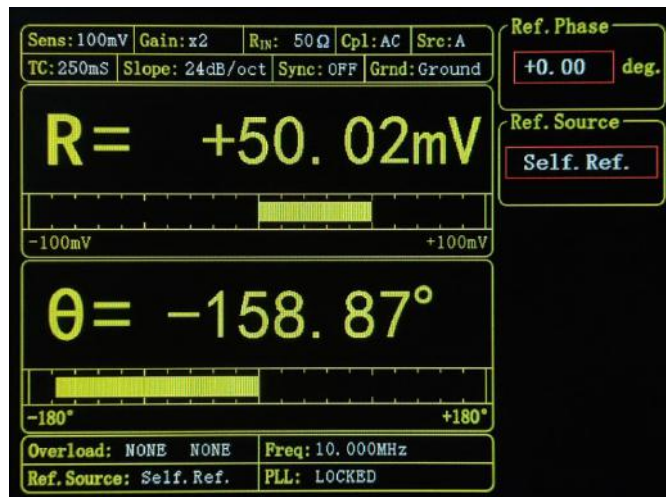 Sens:100mV Gain:x2 RIN: 50Ω Cpl:AC Src:A
TC:250mS Slope:24dB/oct Sync:OFF Grnd:Ground
R= +50.02mV
-100mV +100mV
θ= -158.87°
-180° +180°
Overload: NONE NONE Freq:10.000MHz
Ref.Source: Self.Ref. PLL: LOCKED
Ref.Phase
+0.00 deg.
Ref.Source
Self.Ref.